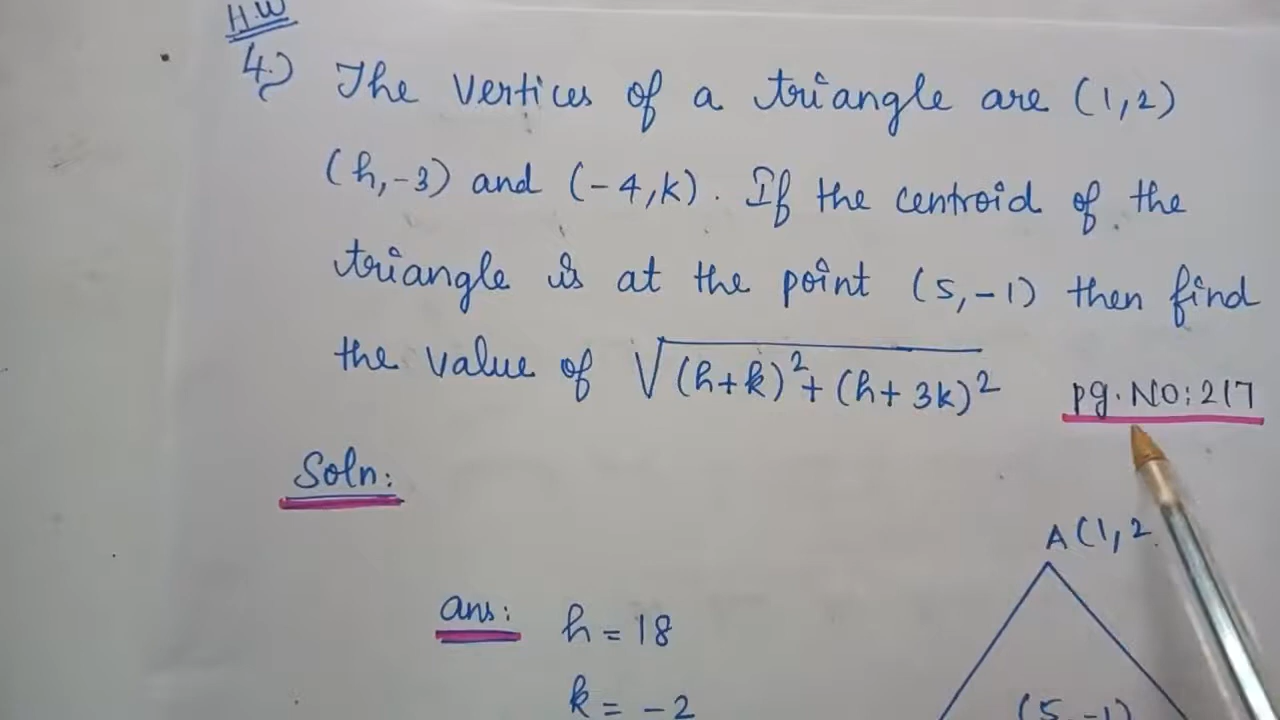 H.W
4.) The vertices of a triangle are (1,2)
(h,-3) and (-4,k). If the centroid of the
triangle is at the point (5,-1) then find
the value of √(h+k)²+(h+3k)²
pg.No:217
Soln:
A(1,2
ans: h = 18
k = -2
(5,-1)